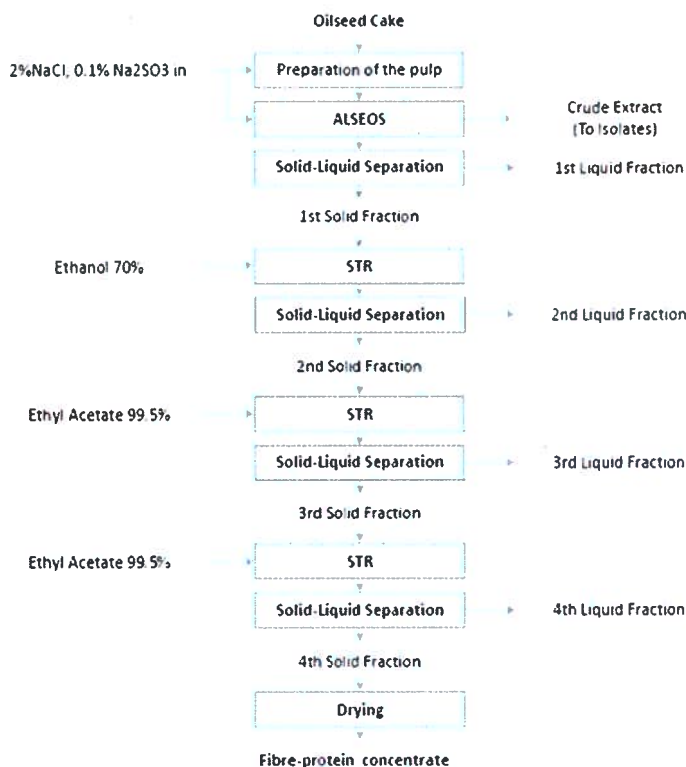 Oilseed Cake
2%NaCl, 0.1% Na2SO3 in
Preparation of the pulp
ALSEOS
Crude Extract
(To Isolates)
Solid-Liquid Separation
1st Liquid Fraction
1st Solid Fraction
Ethanol 70%
STR
Solid-Liquid Separation
2nd Liquid Fraction
2nd Solid Fraction
Ethyl Acetate 99.5%
STR
Solid-Liquid Separation
3rd Liquid Fraction
3rd Solid Fraction
Ethyl Acetate 99.5%
STR
Solid-Liquid Separation
4th Liquid Fraction
4th Solid Fraction
Drying
Fibre-protein concentrate